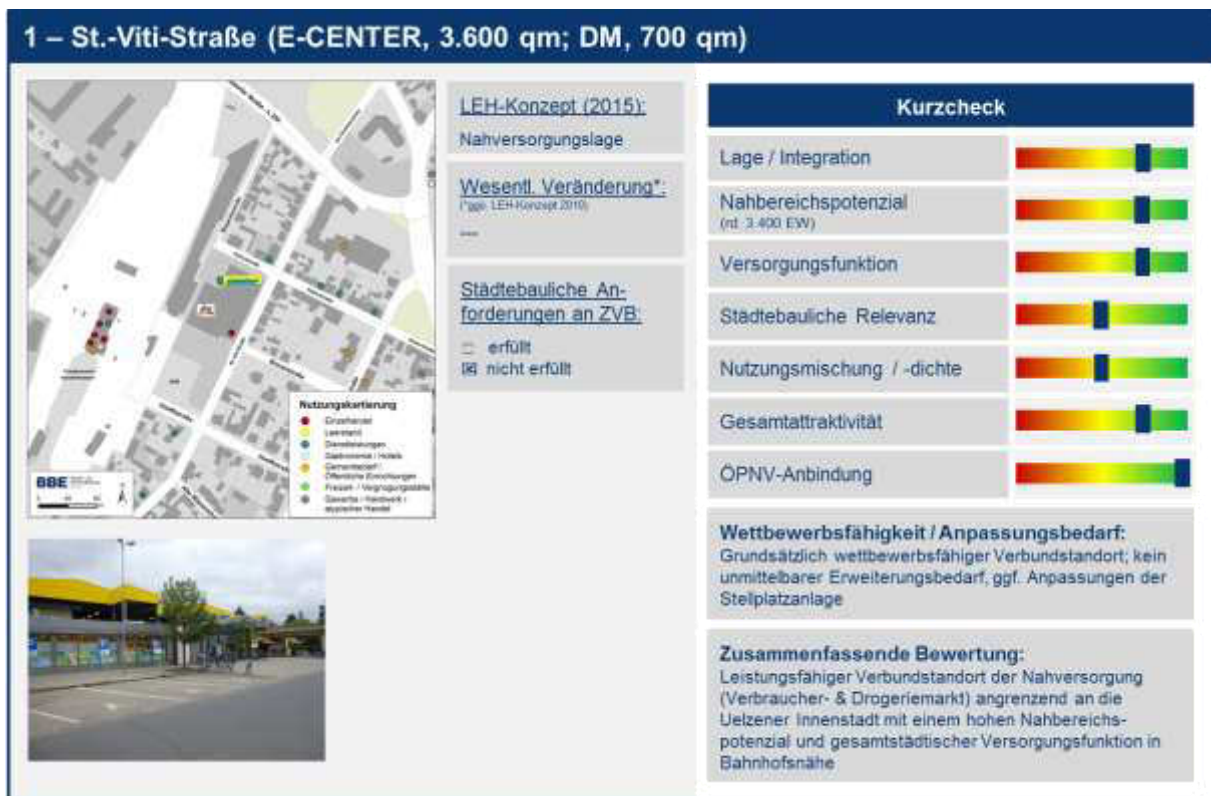 1 – St.-Viti-Straße (E-CENTER, 3.600 qm; DM, 700 qm)
LEH-Konzept (2015):
Nahversorgungslage
Wesentl. Veränderung*:
(*ggü. LEH-Konzept 2010)
---
Städtebauliche An-
forderungen an ZVB:
☐ erfüllt
☒ nicht erfüllt
Nutzungskartierung
Einzelhandel
Leerstand
Dienstleistungen
Gastronomie / Hotels
Gemeinbedarf /
Öffentliche Einrichtungen
Freizeit- / Vergnügungsstätte
Gewerbe / Handwerk /
atypischer Handel
BBE
Kurzcheck
Lage / Integration
Nahbereichspotenzial
(rd. 3.400 EW)
Versorgungsfunktion
Städtebauliche Relevanz
Nutzungsmischung / -dichte
Gesamtattraktivität
ÖPNV-Anbindung
Wettbewerbsfähigkeit / Anpassungsbedarf:
Grundsätzlich wettbewerbsfähiger Verbundstandort; kein
unmittelbarer Erweiterungsbedarf, ggf. Anpassungen der
Stellplatzanlage
Zusammenfassende Bewertung:
Leistungsfähiger Verbundstandort der Nahversorgung
(Verbraucher- & Drogeriemarkt) angrenzend an die
Uelzener Innenstadt mit einem hohen Nahbereichs-
potenzial und gesamtstädtischer Versorgungsfunktion in
Bahnhofsnähe